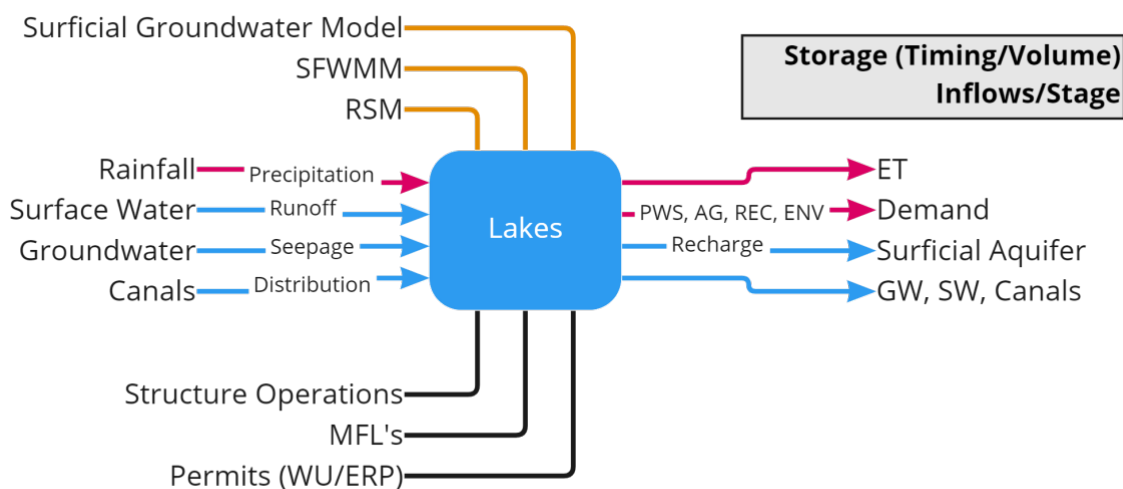 Surficial Groundwater Model
SFWMM
RSM
Storage (Timing/Volume)
Inflows/Stage
Rainfall
Precipitation
ET
Surface Water
Runoff
PWS, AG, REC, ENV
Demand
Groundwater
Seepage
Lakes
Recharge
Surficial Aquifer
Canals
Distribution
GW, SW, Canals
Structure Operations
MFL's
Permits (WU/ERP)